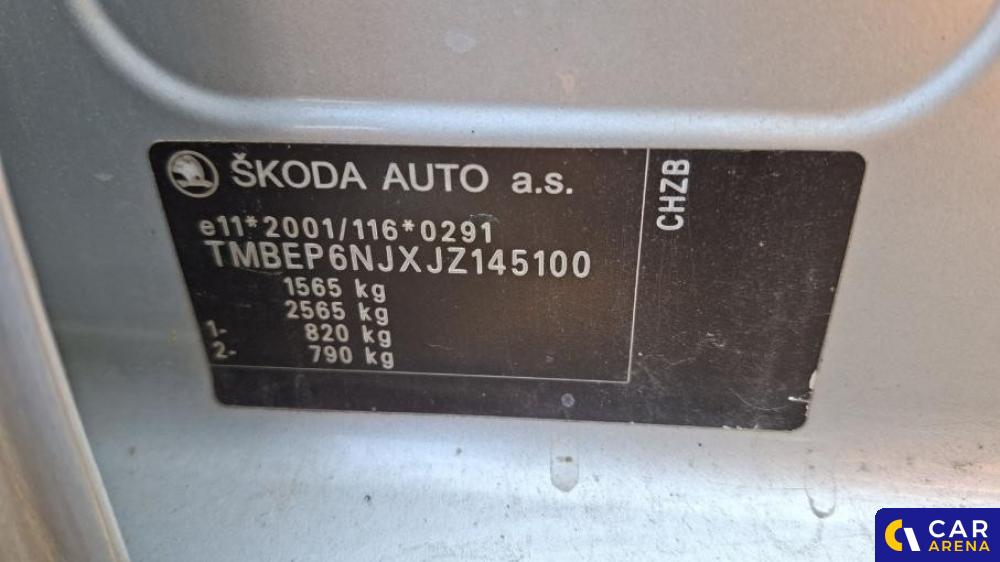 ŠKODA AUTO a.s.
e11*2001/116*0291
TMBEP6NJXJZ145100
1565 kg
2565 kg
1- 820 kg
2- 790 kg
CHZB
CAR
ARENA